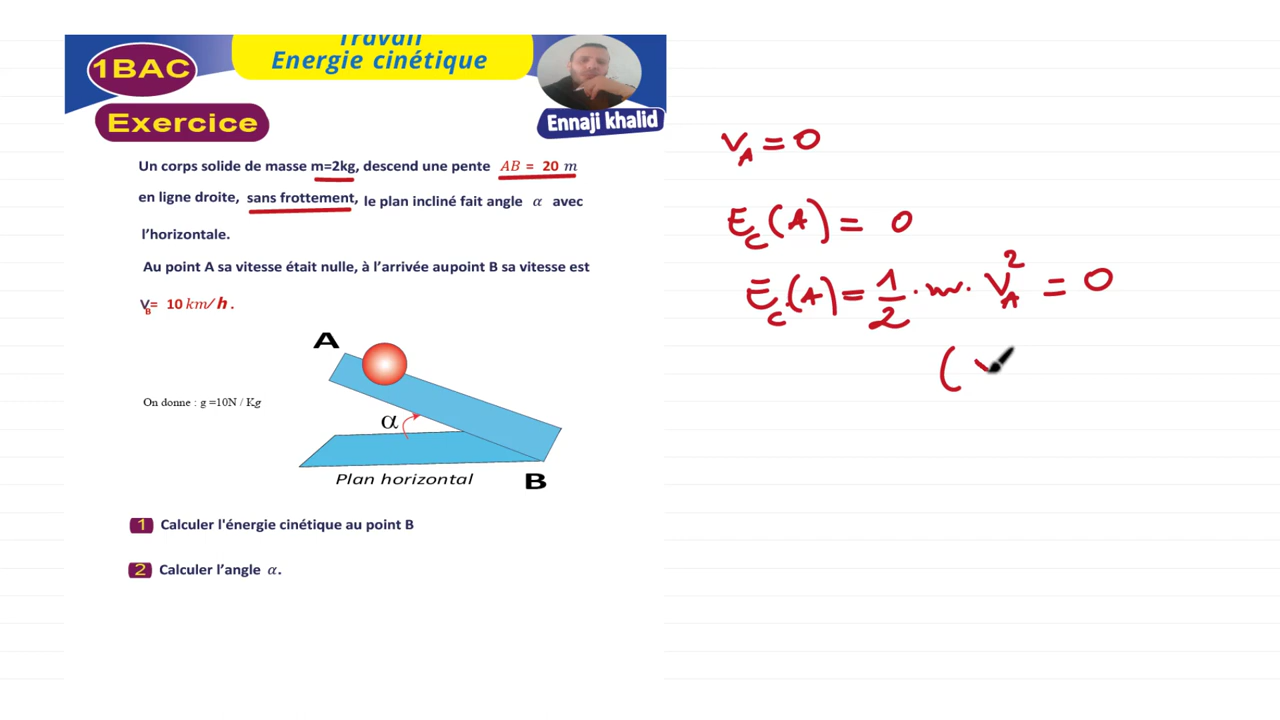 Travail
Energie cinétique
1BAC
Exercice
Ennaji khalid
Un corps solide de masse m=2kg, descend une pente AB = 20 m
en ligne droite, sans frottement, le plan incliné fait angle α avec
l'horizontale.
Au point A sa vitesse était nulle, à l'arrivée aupoint B sa vitesse est
V_B= 10 km/h.
A
On donne : g =10N / Kg
α
Plan horizontal
B
1 Calculer l'énergie cinétique au point B
2 Calculer l'angle α.
V_A = 0
E_C(A) = 0
E_C(A) = 1/2 · m · V_A² = 0
( v